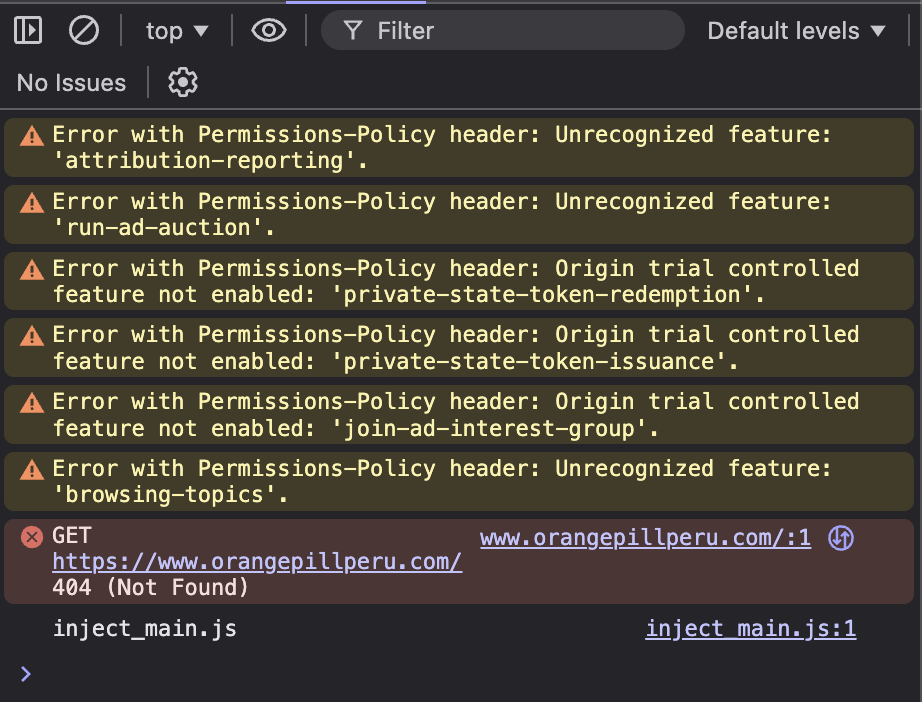 top
Filter
Default levels
No Issues
Error with Permissions-Policy header: Unrecognized feature:
'attribution-reporting'.
Error with Permissions-Policy header: Unrecognized feature:
'run-ad-auction'.
Error with Permissions-Policy header: Origin trial controlled
feature not enabled: 'private-state-token-redemption'.
Error with Permissions-Policy header: Origin trial controlled
feature not enabled: 'private-state-token-issuance'.
Error with Permissions-Policy header: Origin trial controlled
feature not enabled: 'join-ad-interest-group'.
Error with Permissions-Policy header: Unrecognized feature:
'browsing-topics'.
GET www.orangepillperu.com/:1
https://www.orangepillperu.com/
404 (Not Found)
inject_main.js inject_main.js:1